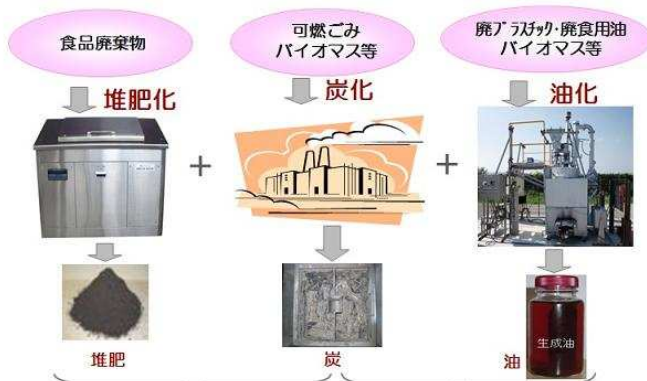 食品廃棄物
可燃ごみ
バイオマス等
廃プラスチック・廃食用油
バイオマス等
堆肥化
炭化
油化
+
+
生成油
堆肥
炭
油